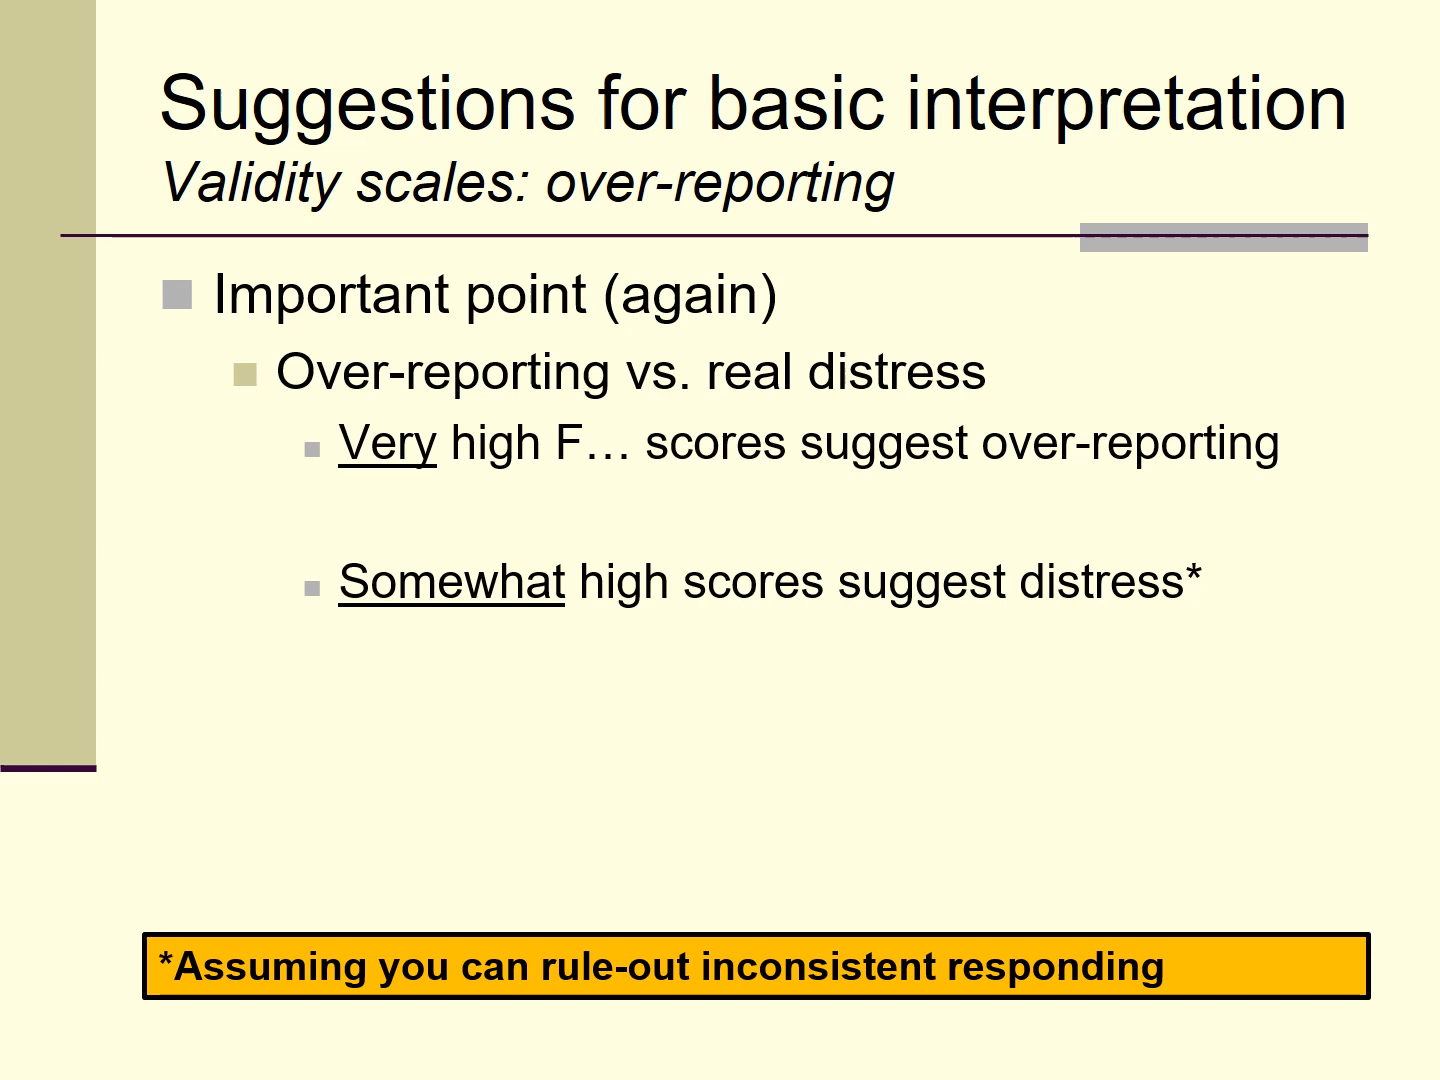 Suggestions for basic interpretation
Validity scales: over-reporting
Important point (again)
Over-reporting vs. real distress
Very high F… scores suggest over-reporting
Somewhat high scores suggest distress*
*Assuming you can rule-out inconsistent responding